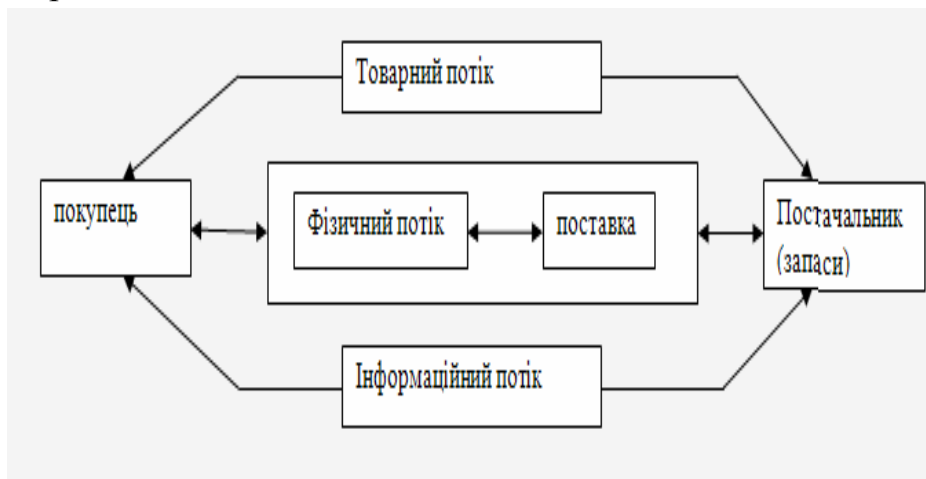 Товарний потік
покупець
Фізичний потік
поставка
Постачальник
(запаси)
Інформаційний потік